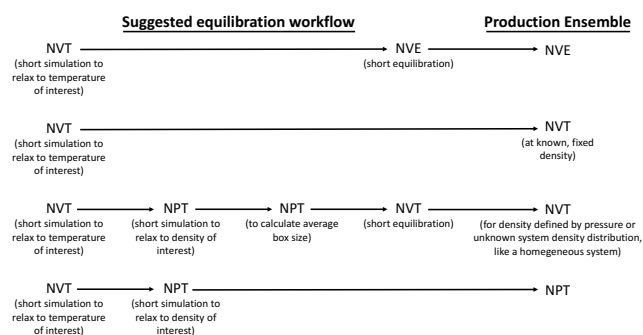 Suggested equilibration workflow
Production Ensemble
NVT
NVE
NVE
(short simulation to
relax to temperature
of interest)
(short equilibration)
NVT
NVT
(short simulation to
relax to temperature
of interest)
(at known, fixed
density)
NVT
NPT
NPT
NVT
NVT
(short simulation to
relax to temperature
of interest)
(short simulation to
relax to density of
interest)
(to calculate average
box size)
(short equilibration)
(for density defined by pressure or
unknown system density distribution,
like a homegeneous system)
NVT
NPT
NPT
(short simulation to
relax to temperature
of interest)
(short simulation to
relax to density of
interest)